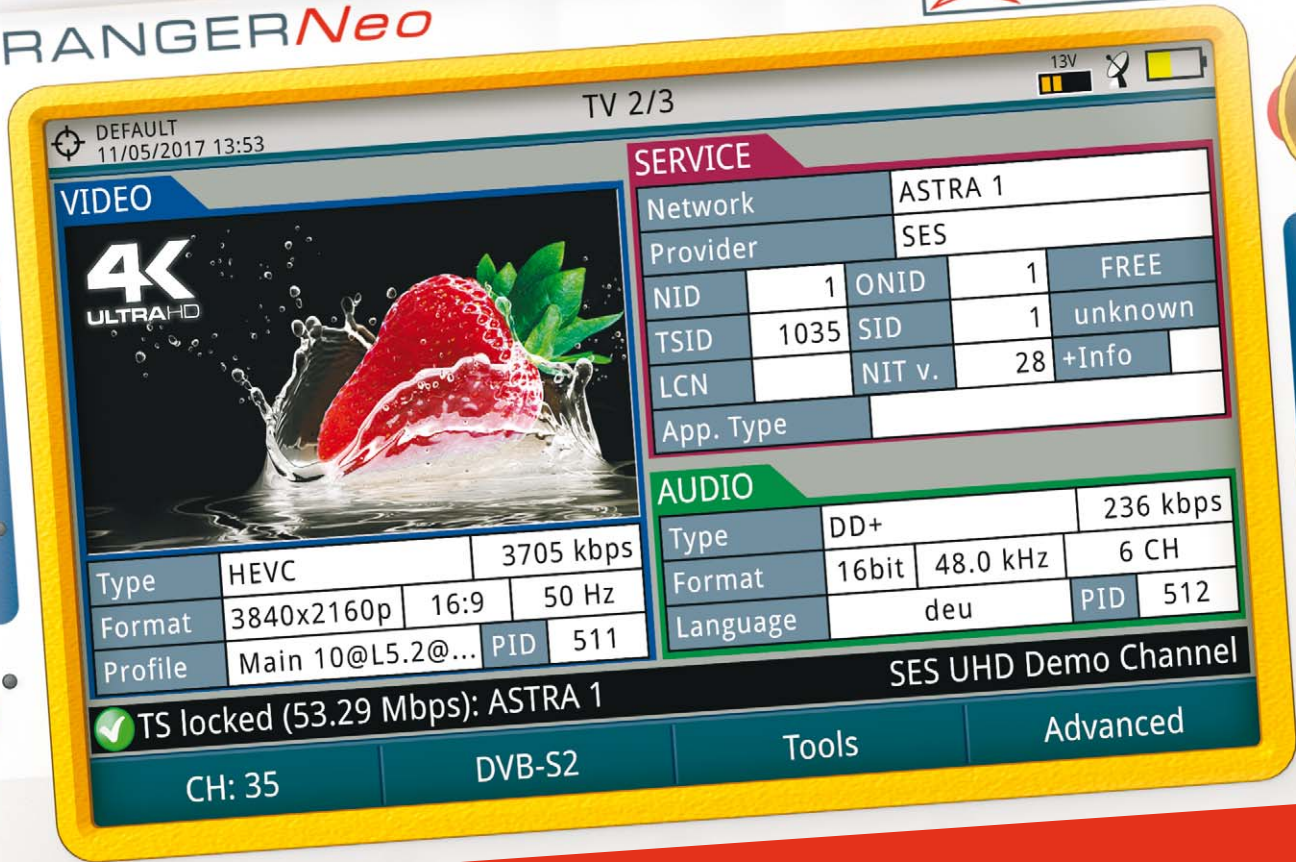 RANGERNeo
DEFAULT
11/05/2017 13:53
TV 2/3
13V
VIDEO
4K
ULTRAHD
Type HEVC 3705 kbps
Format 3840x2160p 16:9 50 Hz
Profile Main 10@L5.2@... PID 511
SERVICE
Network ASTRA 1
Provider SES
NID 1 ONID 1 FREE
TSID 1035 SID 1 unknown
LCN NIT v. 28 +Info
App. Type
AUDIO
Type DD+ 236 kbps
Format 16bit 48.0 kHz 6 CH
Language deu PID 512
TS locked (53.29 Mbps): ASTRA 1 SES UHD Demo Channel
CH: 35 DVB-S2 Tools Advanced